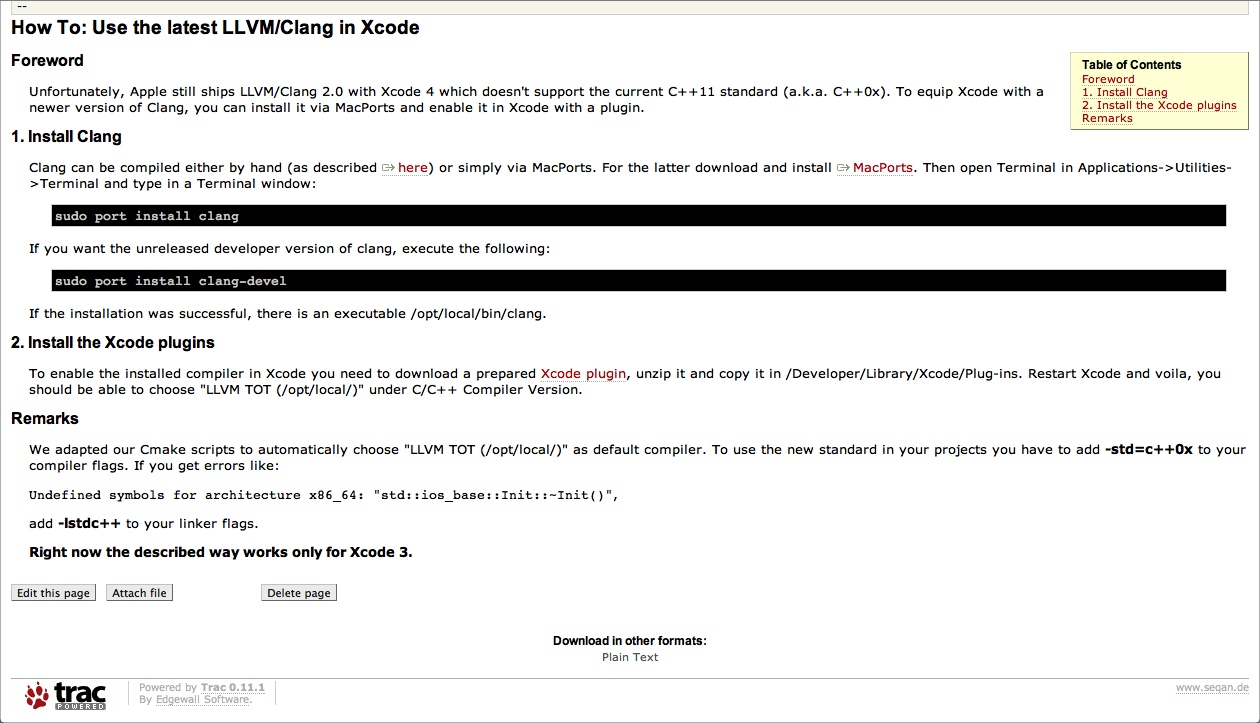 --
How To: Use the latest LLVM/Clang in Xcode
Foreword
Table of Contents
Foreword
1. Install Clang
2. Install the Xcode plugins
Remarks
Unfortunately, Apple still ships LLVM/Clang 2.0 with Xcode 4 which doesn't support the current C++11 standard (a.k.a. C++0x). To equip Xcode with a
newer version of Clang, you can install it via MacPorts and enable it in Xcode with a plugin.
1. Install Clang
Clang can be compiled either by hand (as described here) or simply via MacPorts. For the latter download and install MacPorts. Then open Terminal in Applications->Utilities-
>Terminal and type in a Terminal window:
sudo port install clang
If you want the unreleased developer version of clang, execute the following:
sudo port install clang-devel
If the installation was successful, there is an executable /opt/local/bin/clang.
2. Install the Xcode plugins
To enable the installed compiler in Xcode you need to download a prepared Xcode plugin, unzip it and copy it in /Developer/Library/Xcode/Plug-ins. Restart Xcode and voila, you
should be able to choose "LLVM TOT (/opt/local/)" under C/C++ Compiler Version.
Remarks
We adapted our Cmake scripts to automatically choose "LLVM TOT (/opt/local/)" as default compiler. To use the new standard in your projects you have to add -std=c++0x to your
compiler flags. If you get errors like:
Undefined symbols for architecture x86_64: "std::ios_base::Init::~Init()",
add -lstdc++ to your linker flags.
Right now the described way works only for Xcode 3.
Edit this page Attach file Delete page
Download in other formats:
Plain Text
trac POWERED
Powered by Trac 0.11.1
By Edgewall Software.
www.seqan.de